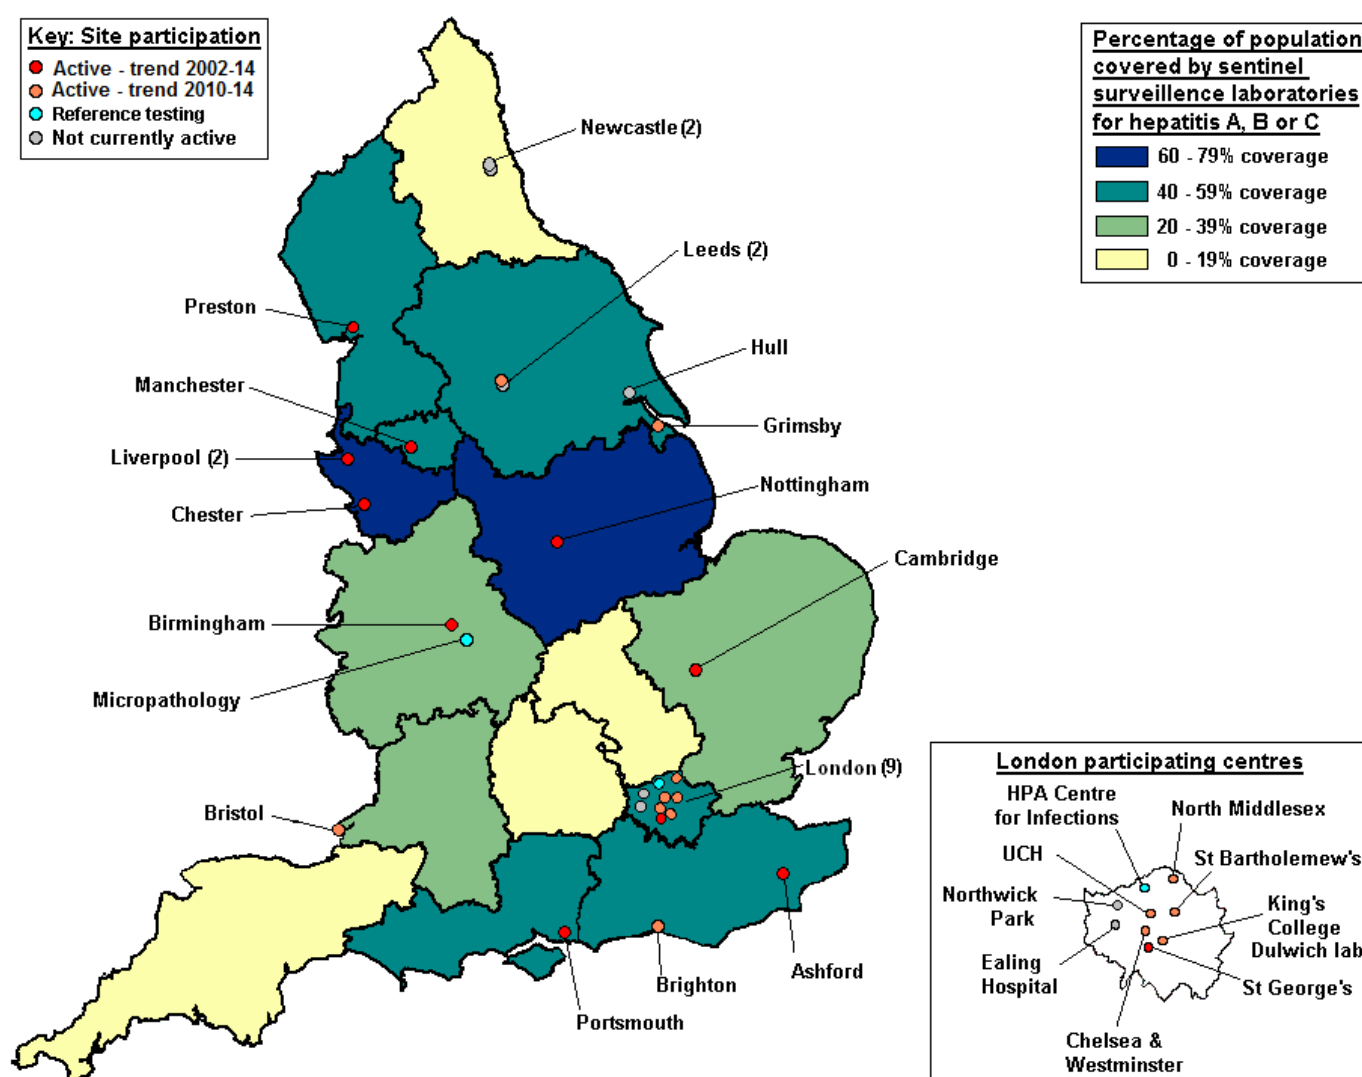 Key: Site participation
Active - trend 2002-14
Active - trend 2010-14
Reference testing
Not currently active
Percentage of population
covered by sentinel
surveillence laboratories
for hepatitis A, B or C
60 - 79% coverage
40 - 59% coverage
20 - 39% coverage
0 - 19% coverage
Newcastle (2)
Leeds (2)
Preston
Hull
Manchester
Grimsby
Liverpool (2)
Nottingham
Chester
Cambridge
Birmingham
Micropathology
London (9)
Bristol
Ashford
Brighton
Portsmouth
London participating centres
HPA Centre
for Infections
North Middlesex
UCH
St Bartholemew's
Northwick
Park
King's
College
Dulwich lab
Ealing
Hospital
St George's
Chelsea &
Westminster